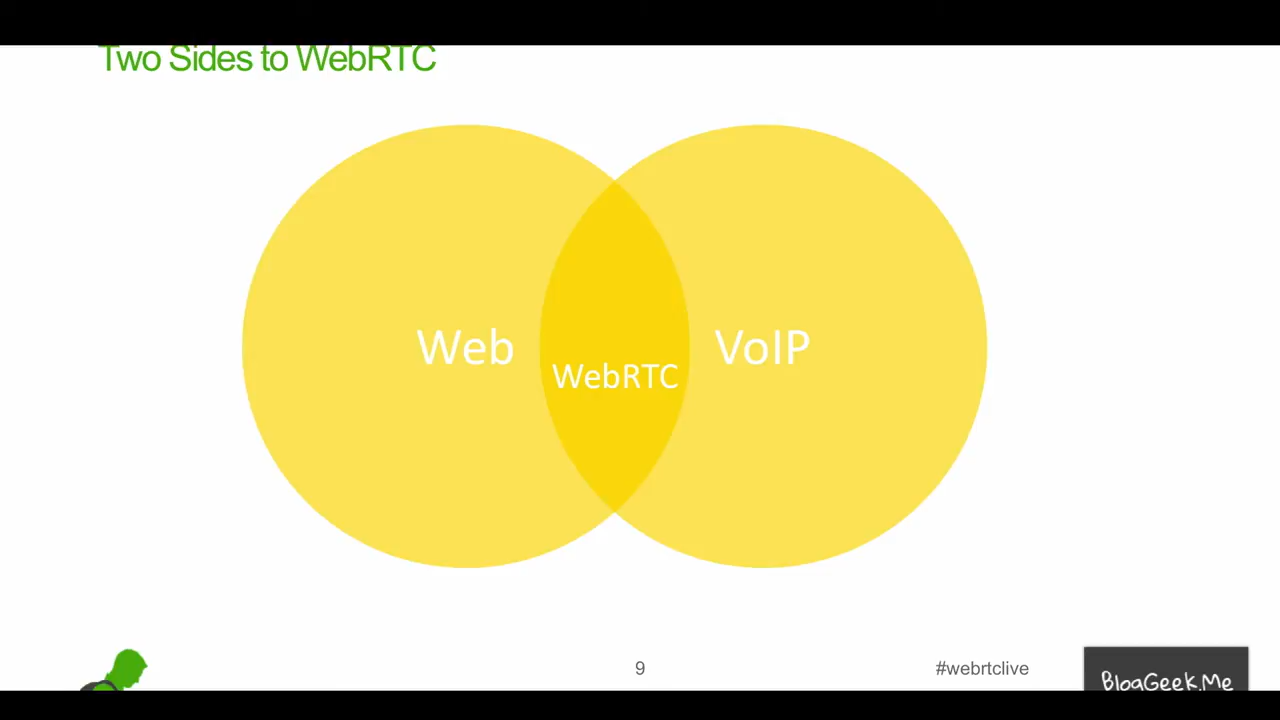 Two Sides to WebRTC
Web
VoIP
WebRTC
9
#webrtclive
BlogGeek.Me